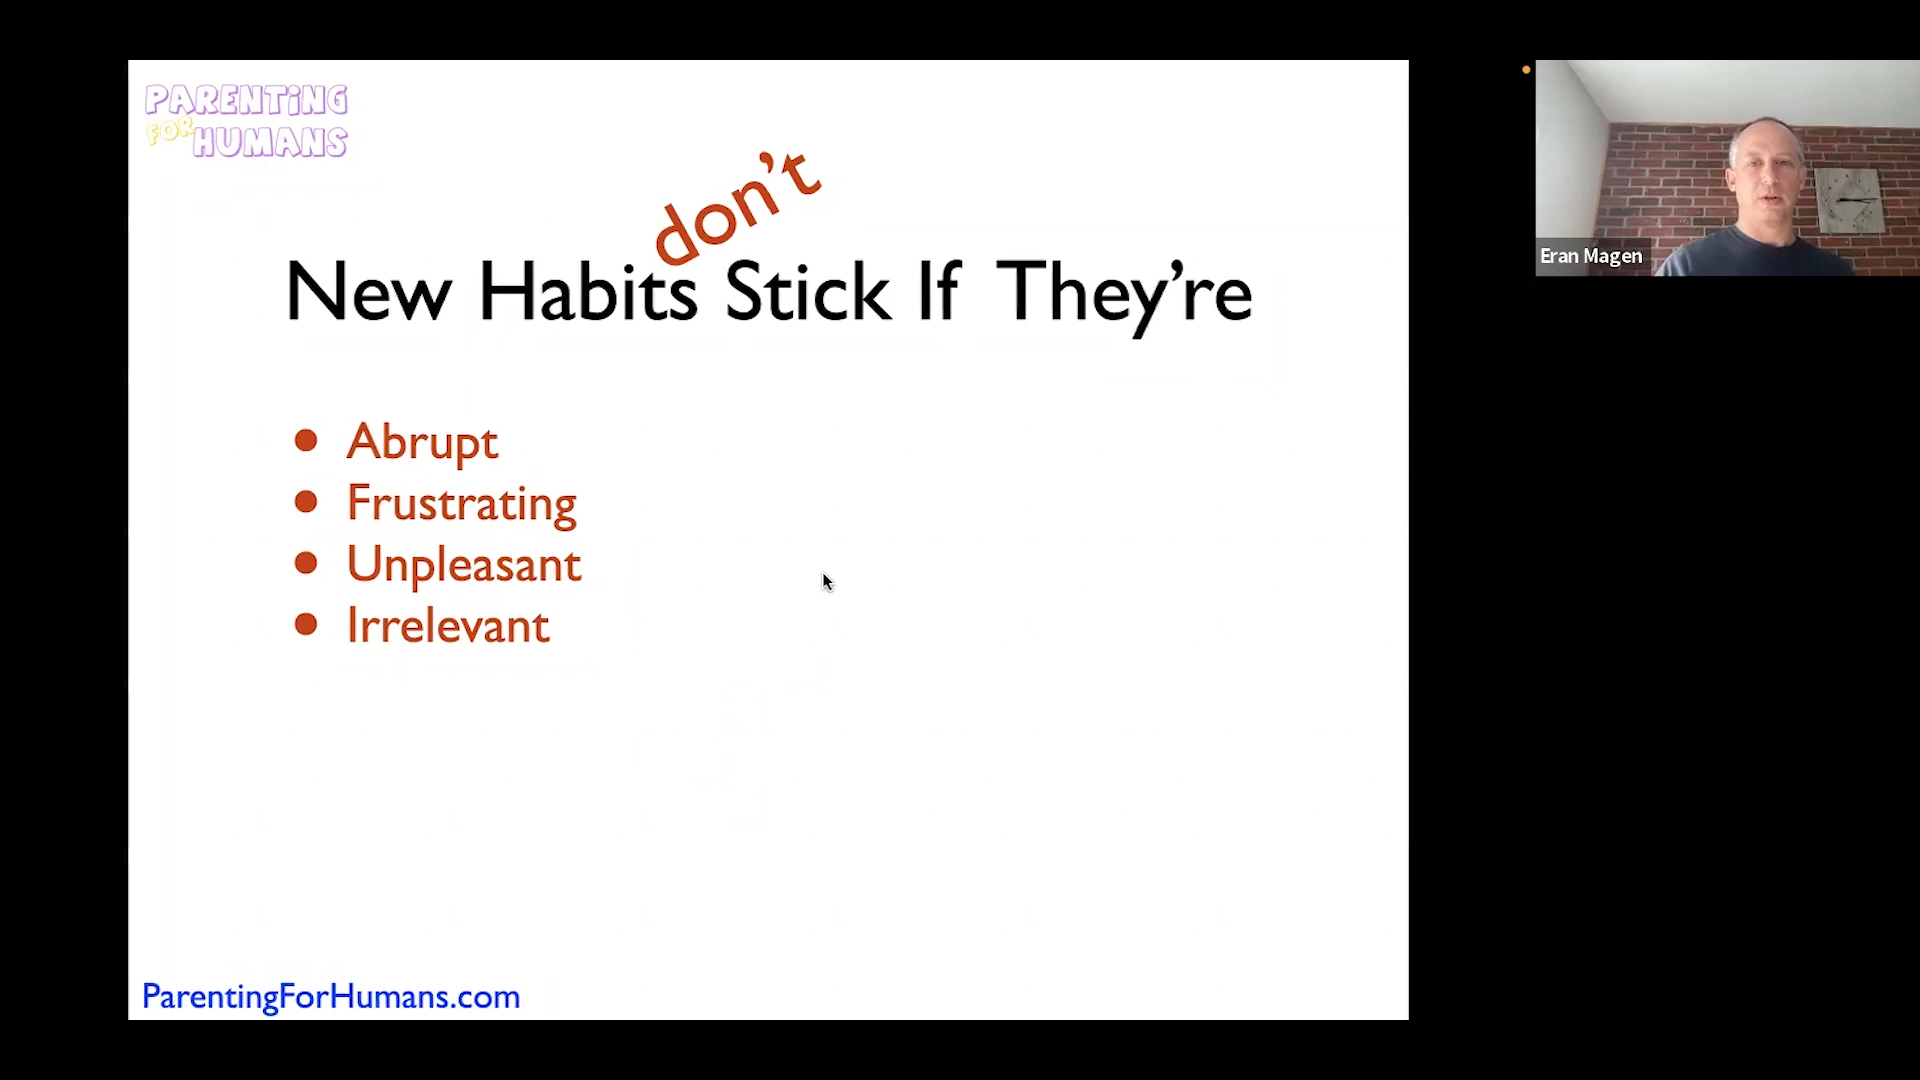 PARENTING
FOR HUMANS
don't
New Habits Stick If They're
• Abrupt
• Frustrating
• Unpleasant
• Irrelevant
ParentingForHumans.com
Eran Magen